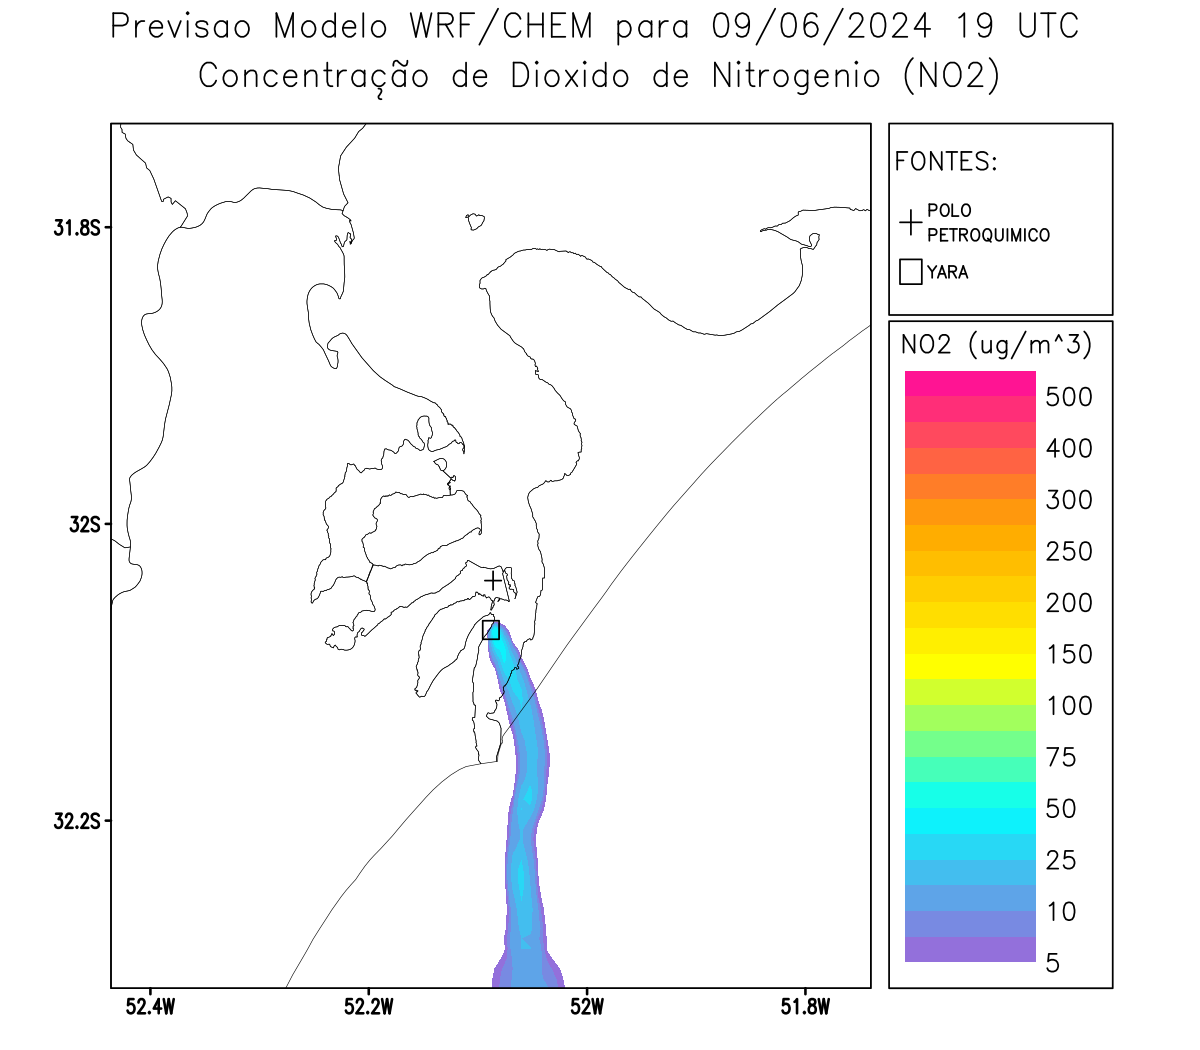 Previsao Modelo WRF/CHEM para 09/06/2024 19 UTC
Concentração de Dioxido de Nitrogenio (NO2)
FONTES:
POLO
PETROQUIMICO
YARA
NO2 (ug/m^3)
500
400
300
250
200
150
100
75
50
25
10
5
31.8S
32S
32.2S
52.4W 52.2W 52W 51.8W